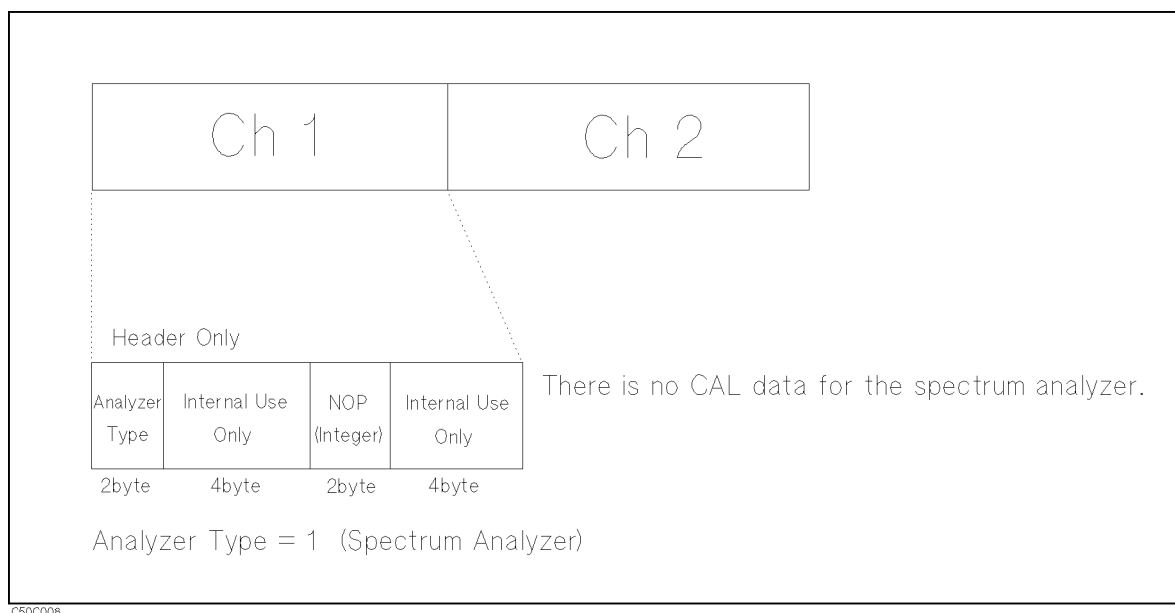 Ch 1
Ch 2
Header Only
Analyzer Type
Internal Use Only
NOP (Integer)
Internal Use Only
There is no CAL data for the spectrum analyzer.
2byte
4byte
2byte
4byte
Analyzer Type = 1 (Spectrum Analyzer)
C50C008